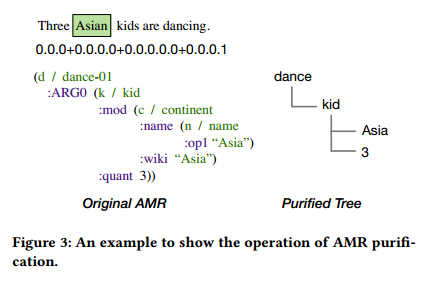 Three Asian kids are dancing.
0.0.0+0.0.0.0+0.0.0.0.0+0.0.0.1
(d / dance-01
:ARG0 (k / kid
:mod (c / continent
:name (n / name
:op1 “Asia”)
:wiki “Asia”)
:quant 3))
Original AMR
dance
kid
Asia
3
Purified Tree
Figure 3: An example to show the operation of AMR purifi-
cation.